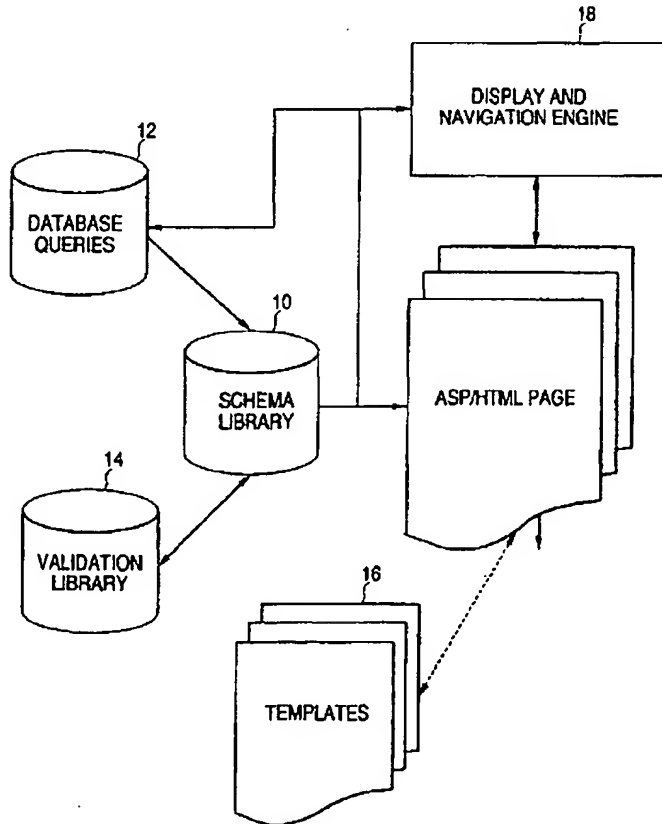 18
DISPLAY AND
NAVIGATION ENGINE
12
DATABASE
QUERIES
10
SCHEMA
LIBRARY
ASP/HTML PAGE
14
VALIDATION
LIBRARY
16
TEMPLATES